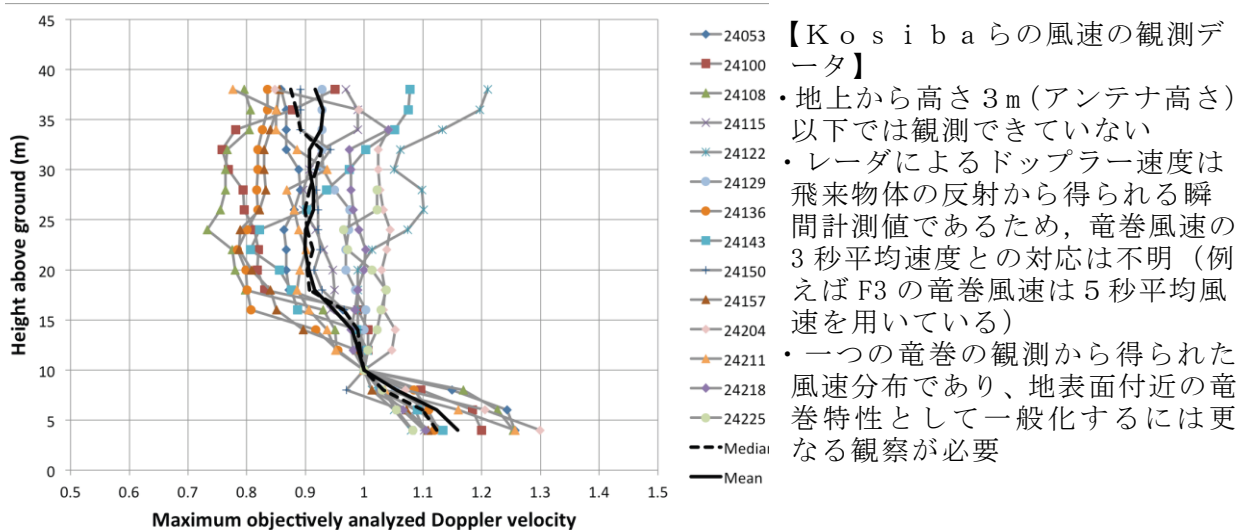 45
40
35
30
25
20
15
10
5
0
Height above ground (m)
0.5 0.6 0.7 0.8 0.9 1 1.1 1.2 1.3 1.4 1.5
Maximum objectively analyzed Doppler velocity
24053
24100
24108
24115
24122
24129
24136
24143
24150
24157
24204
24211
24218
24225
Media
Mean
【Ｋｏｓｉｂａらの風速の観測デ
ータ】
・地上から高さ３m(アンテナ高さ)
以下では観測できていない
・レーダによるドップラー速度は
飛来物体の反射から得られる瞬
間計測値であるため，竜巻風速の
3 秒平均速度との対応は不明（例
えば F3 の竜巻風速は５秒平均風
速を用いている）
・一つの竜巻の観測から得られた
風速分布であり、地表面付近の竜
巻特性として一般化するには更
なる観察が必要